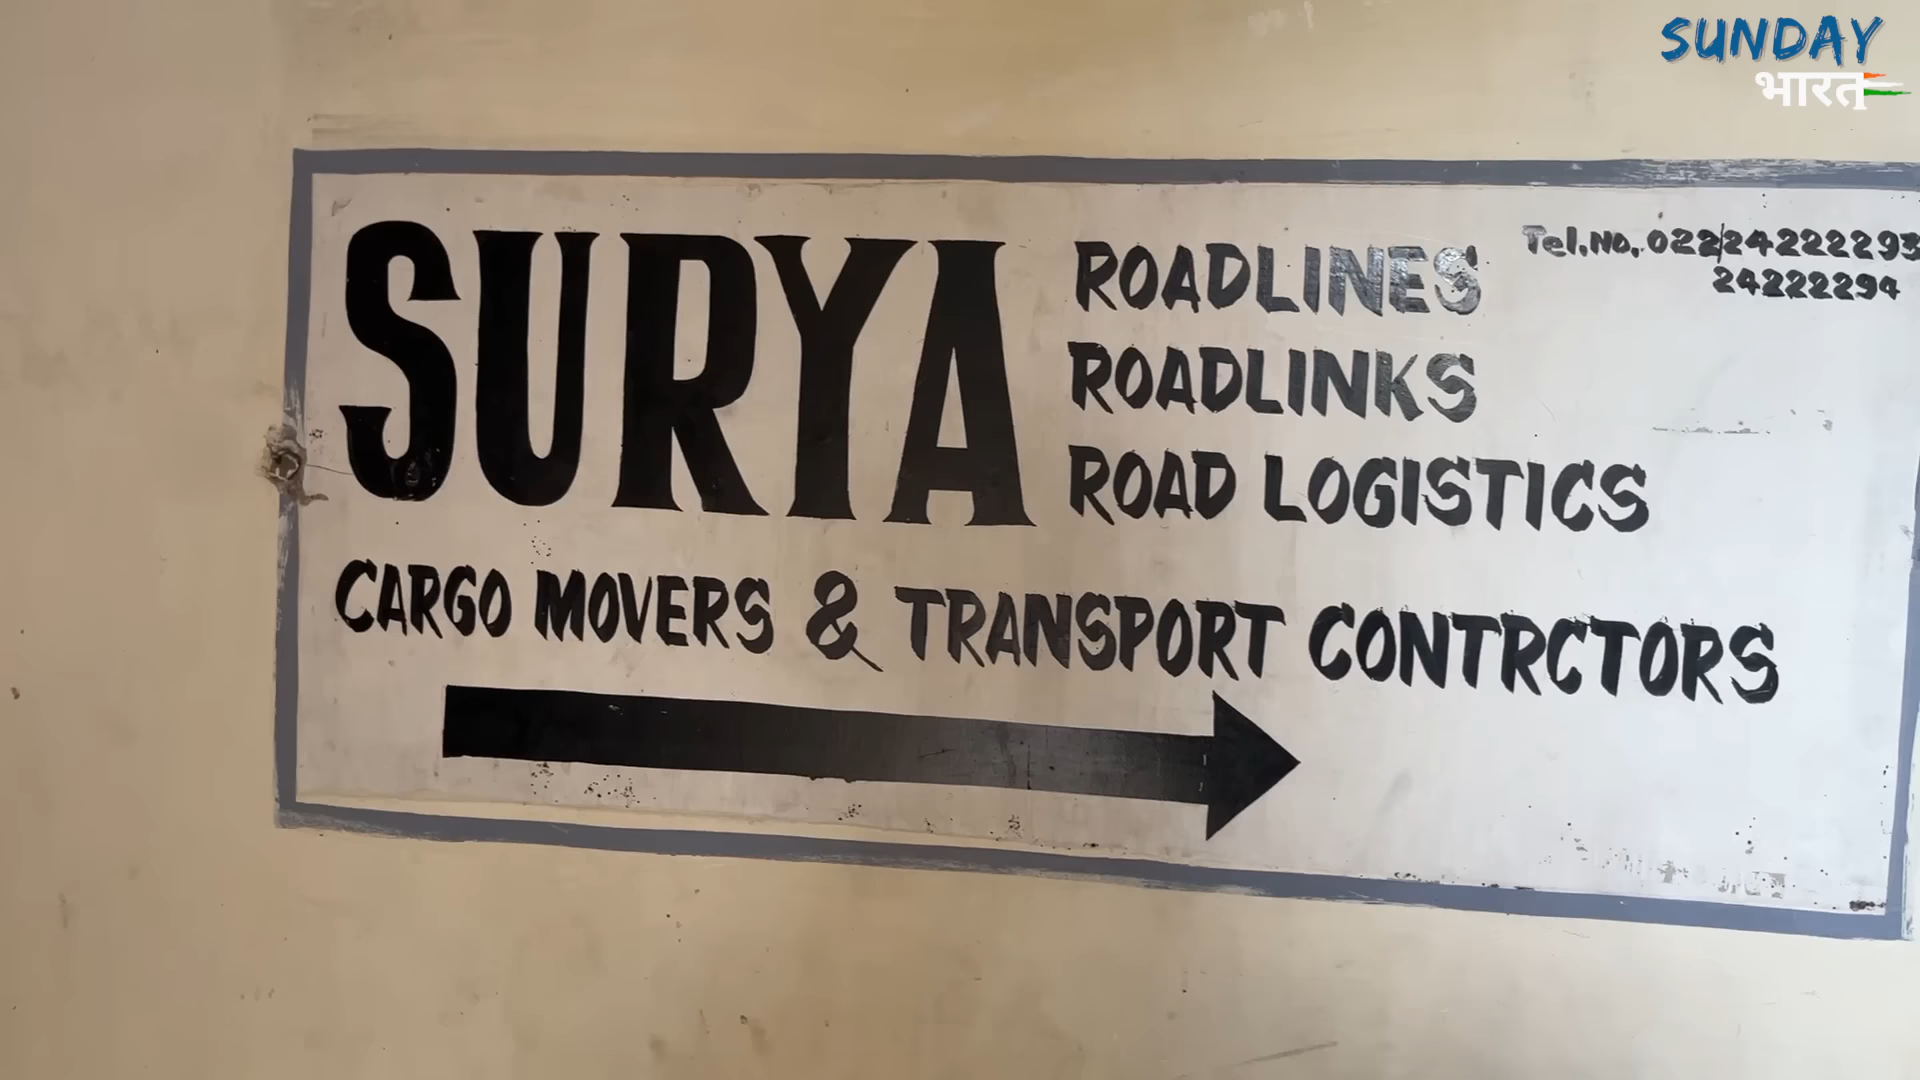 SUNDAY
भारत
Tel.No. 022/24222293
24222294
SURYA
ROADLINES
ROADLINKS
ROAD LOGISTICS
CARGO MOVERS & TRANSPORT CONTRCTORS